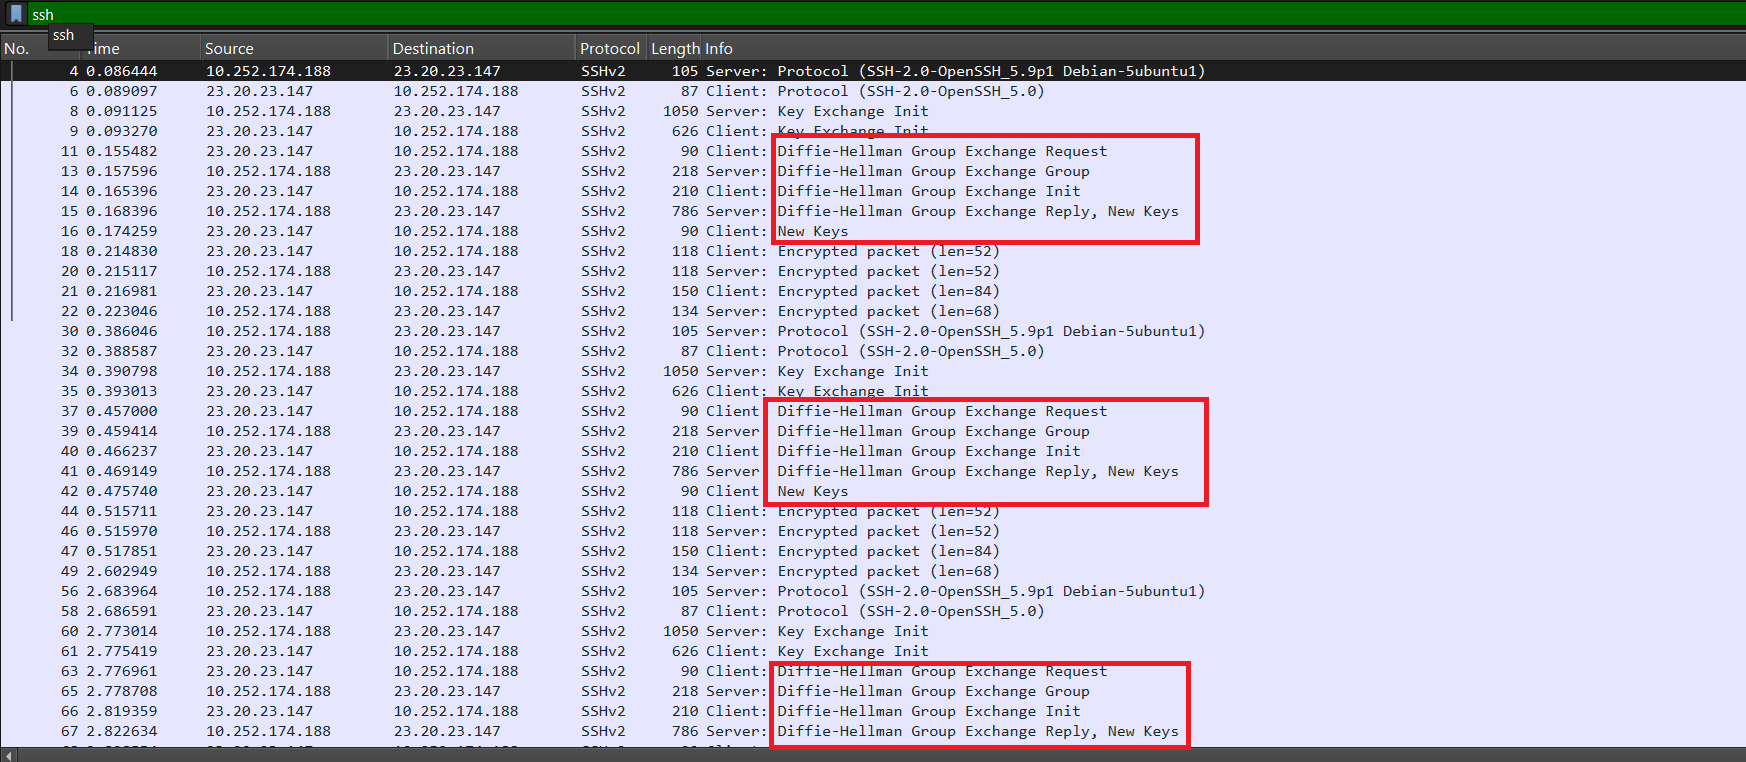 ssh
ssh
No. Time Source Destination Protocol Length Info
4 0.086444 10.252.174.188 23.20.23.147 SSHv2 105 Server: Protocol (SSH-2.0-OpenSSH_5.9p1 Debian-5ubuntu1)
6 0.089097 23.20.23.147 10.252.174.188 SSHv2 87 Client: Protocol (SSH-2.0-OpenSSH_5.0)
8 0.091125 10.252.174.188 23.20.23.147 SSHv2 1050 Server: Key Exchange Init
9 0.093270 23.20.23.147 10.252.174.188 SSHv2 626 Client: Key Exchange Init
11 0.155482 23.20.23.147 10.252.174.188 SSHv2 90 Client: Diffie-Hellman Group Exchange Request
13 0.157596 10.252.174.188 23.20.23.147 SSHv2 218 Server: Diffie-Hellman Group Exchange Group
14 0.165396 23.20.23.147 10.252.174.188 SSHv2 210 Client: Diffie-Hellman Group Exchange Init
15 0.168396 10.252.174.188 23.20.23.147 SSHv2 786 Server: Diffie-Hellman Group Exchange Reply, New Keys
16 0.174259 23.20.23.147 10.252.174.188 SSHv2 90 Client: New Keys
18 0.214830 23.20.23.147 10.252.174.188 SSHv2 118 Client: Encrypted packet (len=52)
20 0.215117 10.252.174.188 23.20.23.147 SSHv2 118 Server: Encrypted packet (len=52)
21 0.216981 23.20.23.147 10.252.174.188 SSHv2 150 Client: Encrypted packet (len=84)
22 0.223046 10.252.174.188 23.20.23.147 SSHv2 134 Server: Encrypted packet (len=68)
30 0.386046 10.252.174.188 23.20.23.147 SSHv2 105 Server: Protocol (SSH-2.0-OpenSSH_5.9p1 Debian-5ubuntu1)
32 0.388587 23.20.23.147 10.252.174.188 SSHv2 87 Client: Protocol (SSH-2.0-OpenSSH_5.0)
34 0.390798 10.252.174.188 23.20.23.147 SSHv2 1050 Server: Key Exchange Init
35 0.393013 23.20.23.147 10.252.174.188 SSHv2 626 Client: Key Exchange Init
37 0.457000 23.20.23.147 10.252.174.188 SSHv2 90 Client Diffie-Hellman Group Exchange Request
39 0.459414 10.252.174.188 23.20.23.147 SSHv2 218 Server Diffie-Hellman Group Exchange Group
40 0.466237 23.20.23.147 10.252.174.188 SSHv2 210 Client Diffie-Hellman Group Exchange Init
41 0.469149 10.252.174.188 23.20.23.147 SSHv2 786 Server Diffie-Hellman Group Exchange Reply, New Keys
42 0.475740 23.20.23.147 10.252.174.188 SSHv2 90 Client New Keys
44 0.515711 23.20.23.147 10.252.174.188 SSHv2 118 Client: Encrypted packet (len=52)
46 0.515970 10.252.174.188 23.20.23.147 SSHv2 118 Server: Encrypted packet (len=52)
47 0.517851 23.20.23.147 10.252.174.188 SSHv2 150 Client: Encrypted packet (len=84)
49 2.602949 10.252.174.188 23.20.23.147 SSHv2 134 Server: Encrypted packet (len=68)
56 2.683964 10.252.174.188 23.20.23.147 SSHv2 105 Server: Protocol (SSH-2.0-OpenSSH_5.9p1 Debian-5ubuntu1)
58 2.686591 23.20.23.147 10.252.174.188 SSHv2 87 Client: Protocol (SSH-2.0-OpenSSH_5.0)
60 2.773014 10.252.174.188 23.20.23.147 SSHv2 1050 Server: Key Exchange Init
61 2.775419 23.20.23.147 10.252.174.188 SSHv2 626 Client: Key Exchange Init
63 2.776961 23.20.23.147 10.252.174.188 SSHv2 90 Client: Diffie-Hellman Group Exchange Request
65 2.778708 10.252.174.188 23.20.23.147 SSHv2 218 Server: Diffie-Hellman Group Exchange Group
66 2.819359 23.20.23.147 10.252.174.188 SSHv2 210 Client: Diffie-Hellman Group Exchange Init
67 2.822634 10.252.174.188 23.20.23.147 SSHv2 786 Server: Diffie-Hellman Group Exchange Reply, New Keys